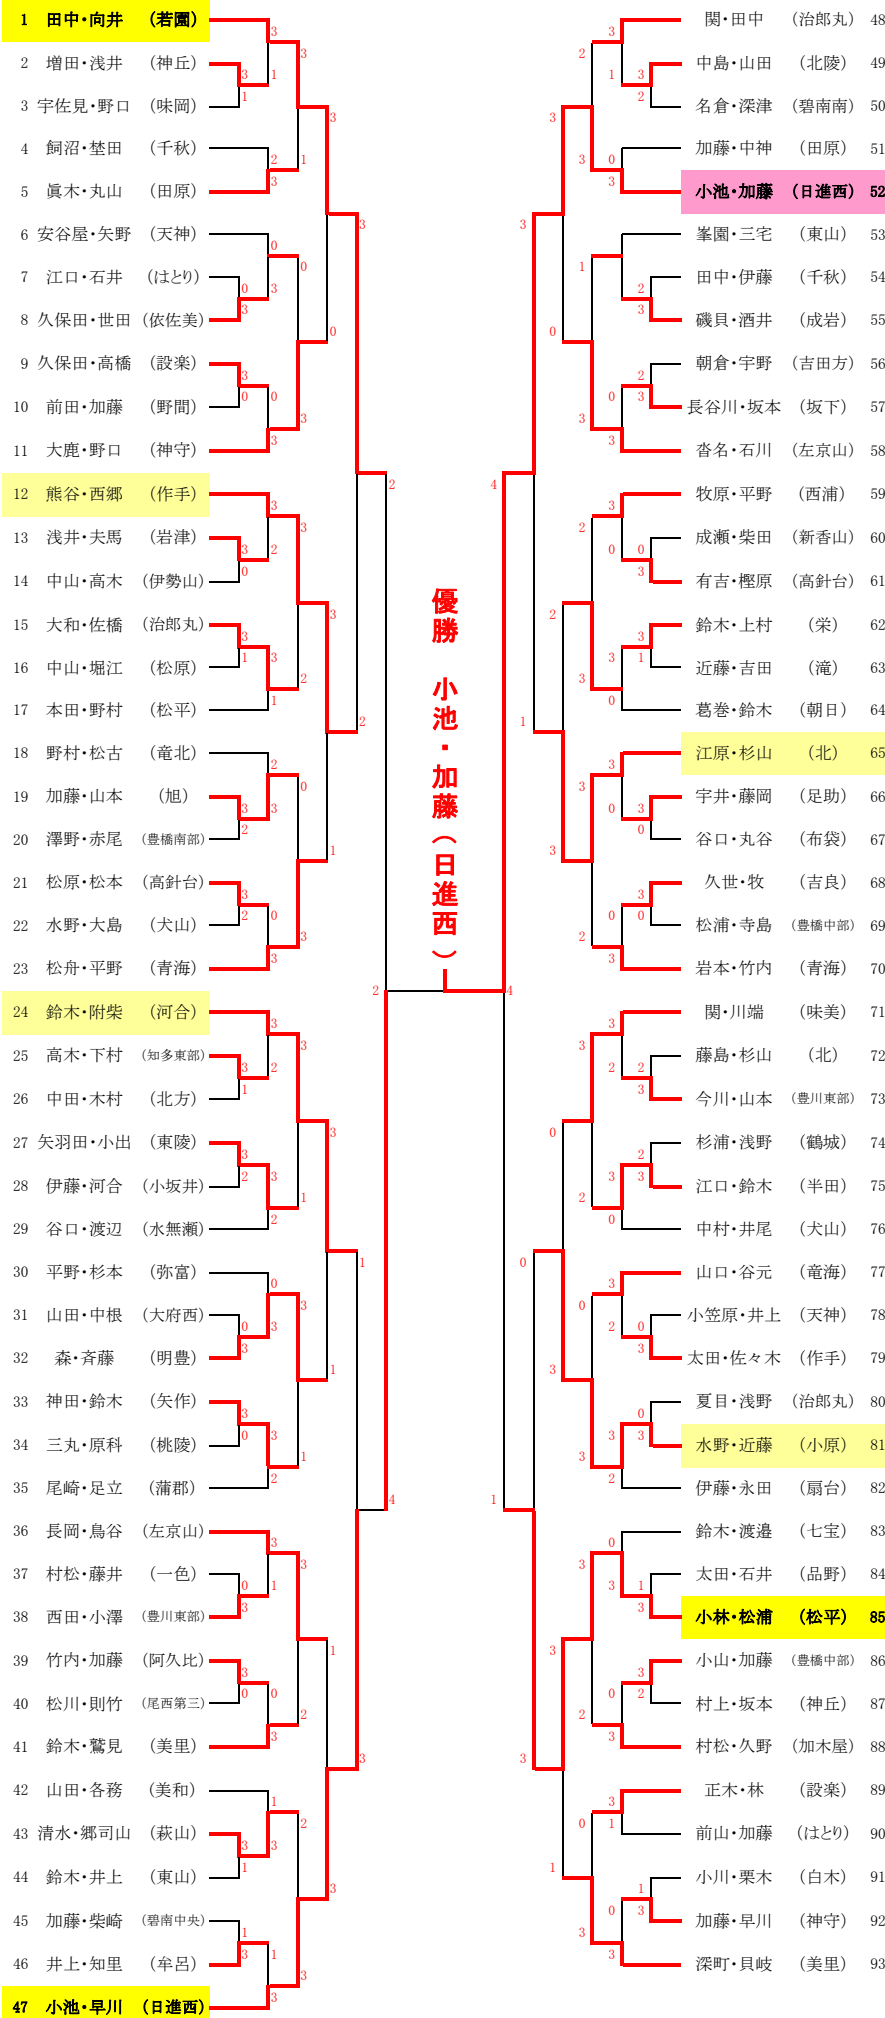 1 田中・向井 (若園)
2 増田・浅井 (神丘)
3 宇佐見・野口 (味岡)
4 飼沼・埜田 (千秋)
5 眞木・丸山 (田原)
6 安谷屋・矢野 (天神)
7 江口・石井 (はとり)
8 久保田・世田 (依佐美)
9 久保田・高橋 (設楽)
10 前田・加藤 (野間)
11 大鹿・野口 (神守)
12 熊谷・西郷 (作手)
13 浅井・夫馬 (岩津)
14 中山・高木 (伊勢山)
15 大和・佐橋 (治郎丸)
16 中山・堀江 (松原)
17 本田・野村 (松平)
18 野村・松古 (竜北)
19 加藤・山本 (旭)
20 澤野・赤尾 (豊橋南部)
21 松原・松本 (高針台)
22 水野・大島 (犬山)
23 松舟・平野 (青海)
24 鈴木・附柴 (河合)
25 高木・下村 (知多東部)
26 中田・木村 (北方)
27 矢羽田・小出 (東陵)
28 伊藤・河合 (小坂井)
29 谷口・渡辺 (水無瀬)
30 平野・杉本 (弥富)
31 山田・中根 (大府西)
32 森・斉藤 (明豊)
33 神田・鈴木 (矢作)
34 三丸・原科 (桃陵)
35 尾崎・足立 (蒲郡)
36 長岡・鳥谷 (左京山)
37 村松・藤井 (一色)
38 西田・小澤 (豊川東部)
39 竹内・加藤 (阿久比)
40 松川・則竹 (尾西第三)
41 鈴木・鷲見 (美里)
42 山田・各務 (美和)
43 清水・郷司山 (萩山)
44 鈴木・井上 (東山)
45 加藤・柴崎 (碧南中央)
46 井上・知里 (牟呂)
47 小池・早川 (日進西)
優勝 小池・加藤(日進西)
関・田中 (治郎丸) 48
中島・山田 (北陵) 49
名倉・深津 (碧南南) 50
加藤・中神 (田原) 51
小池・加藤 (日進西) 52
峯園・三宅 (東山) 53
田中・伊藤 (千秋) 54
磯貝・酒井 (成岩) 55
朝倉・宇野 (吉田方) 56
長谷川・坂本 (坂下) 57
沓名・石川 (左京山) 58
牧原・平野 (西浦) 59
成瀬・柴田 (新香山) 60
有吉・樫原 (高針台) 61
鈴木・上村 (栄) 62
近藤・吉田 (滝) 63
葛巻・鈴木 (朝日) 64
江原・杉山 (北) 65
宇井・藤岡 (足助) 66
谷口・丸谷 (布袋) 67
久世・牧 (吉良) 68
松浦・寺島 (豊橋中部) 69
岩本・竹内 (青海) 70
関・川端 (味美) 71
藤島・杉山 (北) 72
今川・山本 (豊川東部) 73
杉浦・浅野 (鶴城) 74
江口・鈴木 (半田) 75
中村・井尾 (犬山) 76
山口・谷元 (竜海) 77
小笠原・井上 (天神) 78
太田・佐々木 (作手) 79
夏目・浅野 (治郎丸) 80
水野・近藤 (小原) 81
伊藤・永田 (扇台) 82
鈴木・渡邉 (七宝) 83
太田・石井 (品野) 84
小林・松浦 (松平) 85
小山・加藤 (豊橋中部) 86
村上・坂本 (神丘) 87
村松・久野 (加木屋) 88
正木・林 (設楽) 89
前山・加藤 (はとり) 90
小川・栗木 (白木) 91
加藤・早川 (神守) 92
深町・貝岐 (美里) 93